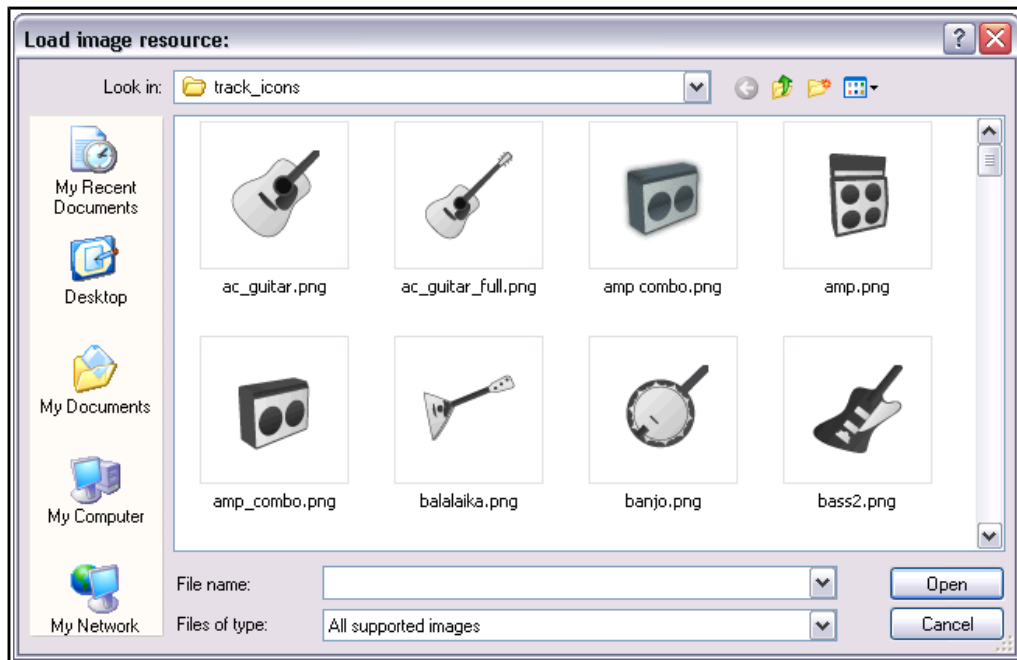 Load image resource:
Look in: track_icons
My Recent
Documents
Desktop
My Documents
My Computer
My Network
ac_guitar.png ac_guitar_full.png amp combo.png amp.png
amp_combo.png balalaika.png banjo.png bass2.png
File name: Open
Files of type: All supported images Cancel